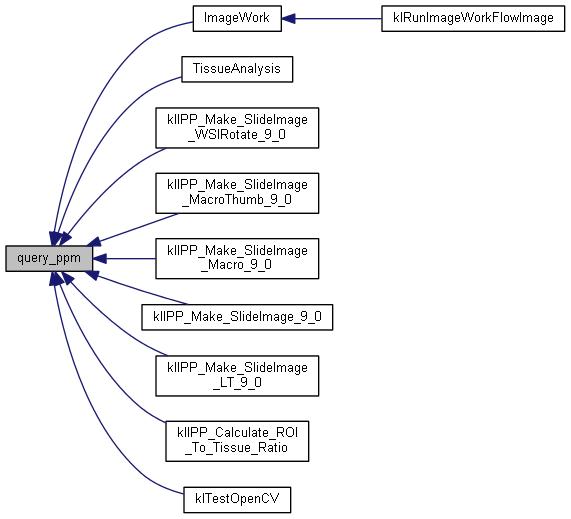 ImageWork
klRunImageWorkFlowImage
TissueAnalysis
klIPP_Make_SlideImage
_WSIRotate_9_0
klIPP_Make_SlideImage
_MacroThumb_9_0
klIPP_Make_SlideImage
_Macro_9_0
query_ppm
klIPP_Make_SlideImage_9_0
klIPP_Make_SlideImage
_LT_9_0
klIPP_Calculate_ROI
_To_Tissue_Ratio
klTestOpenCV